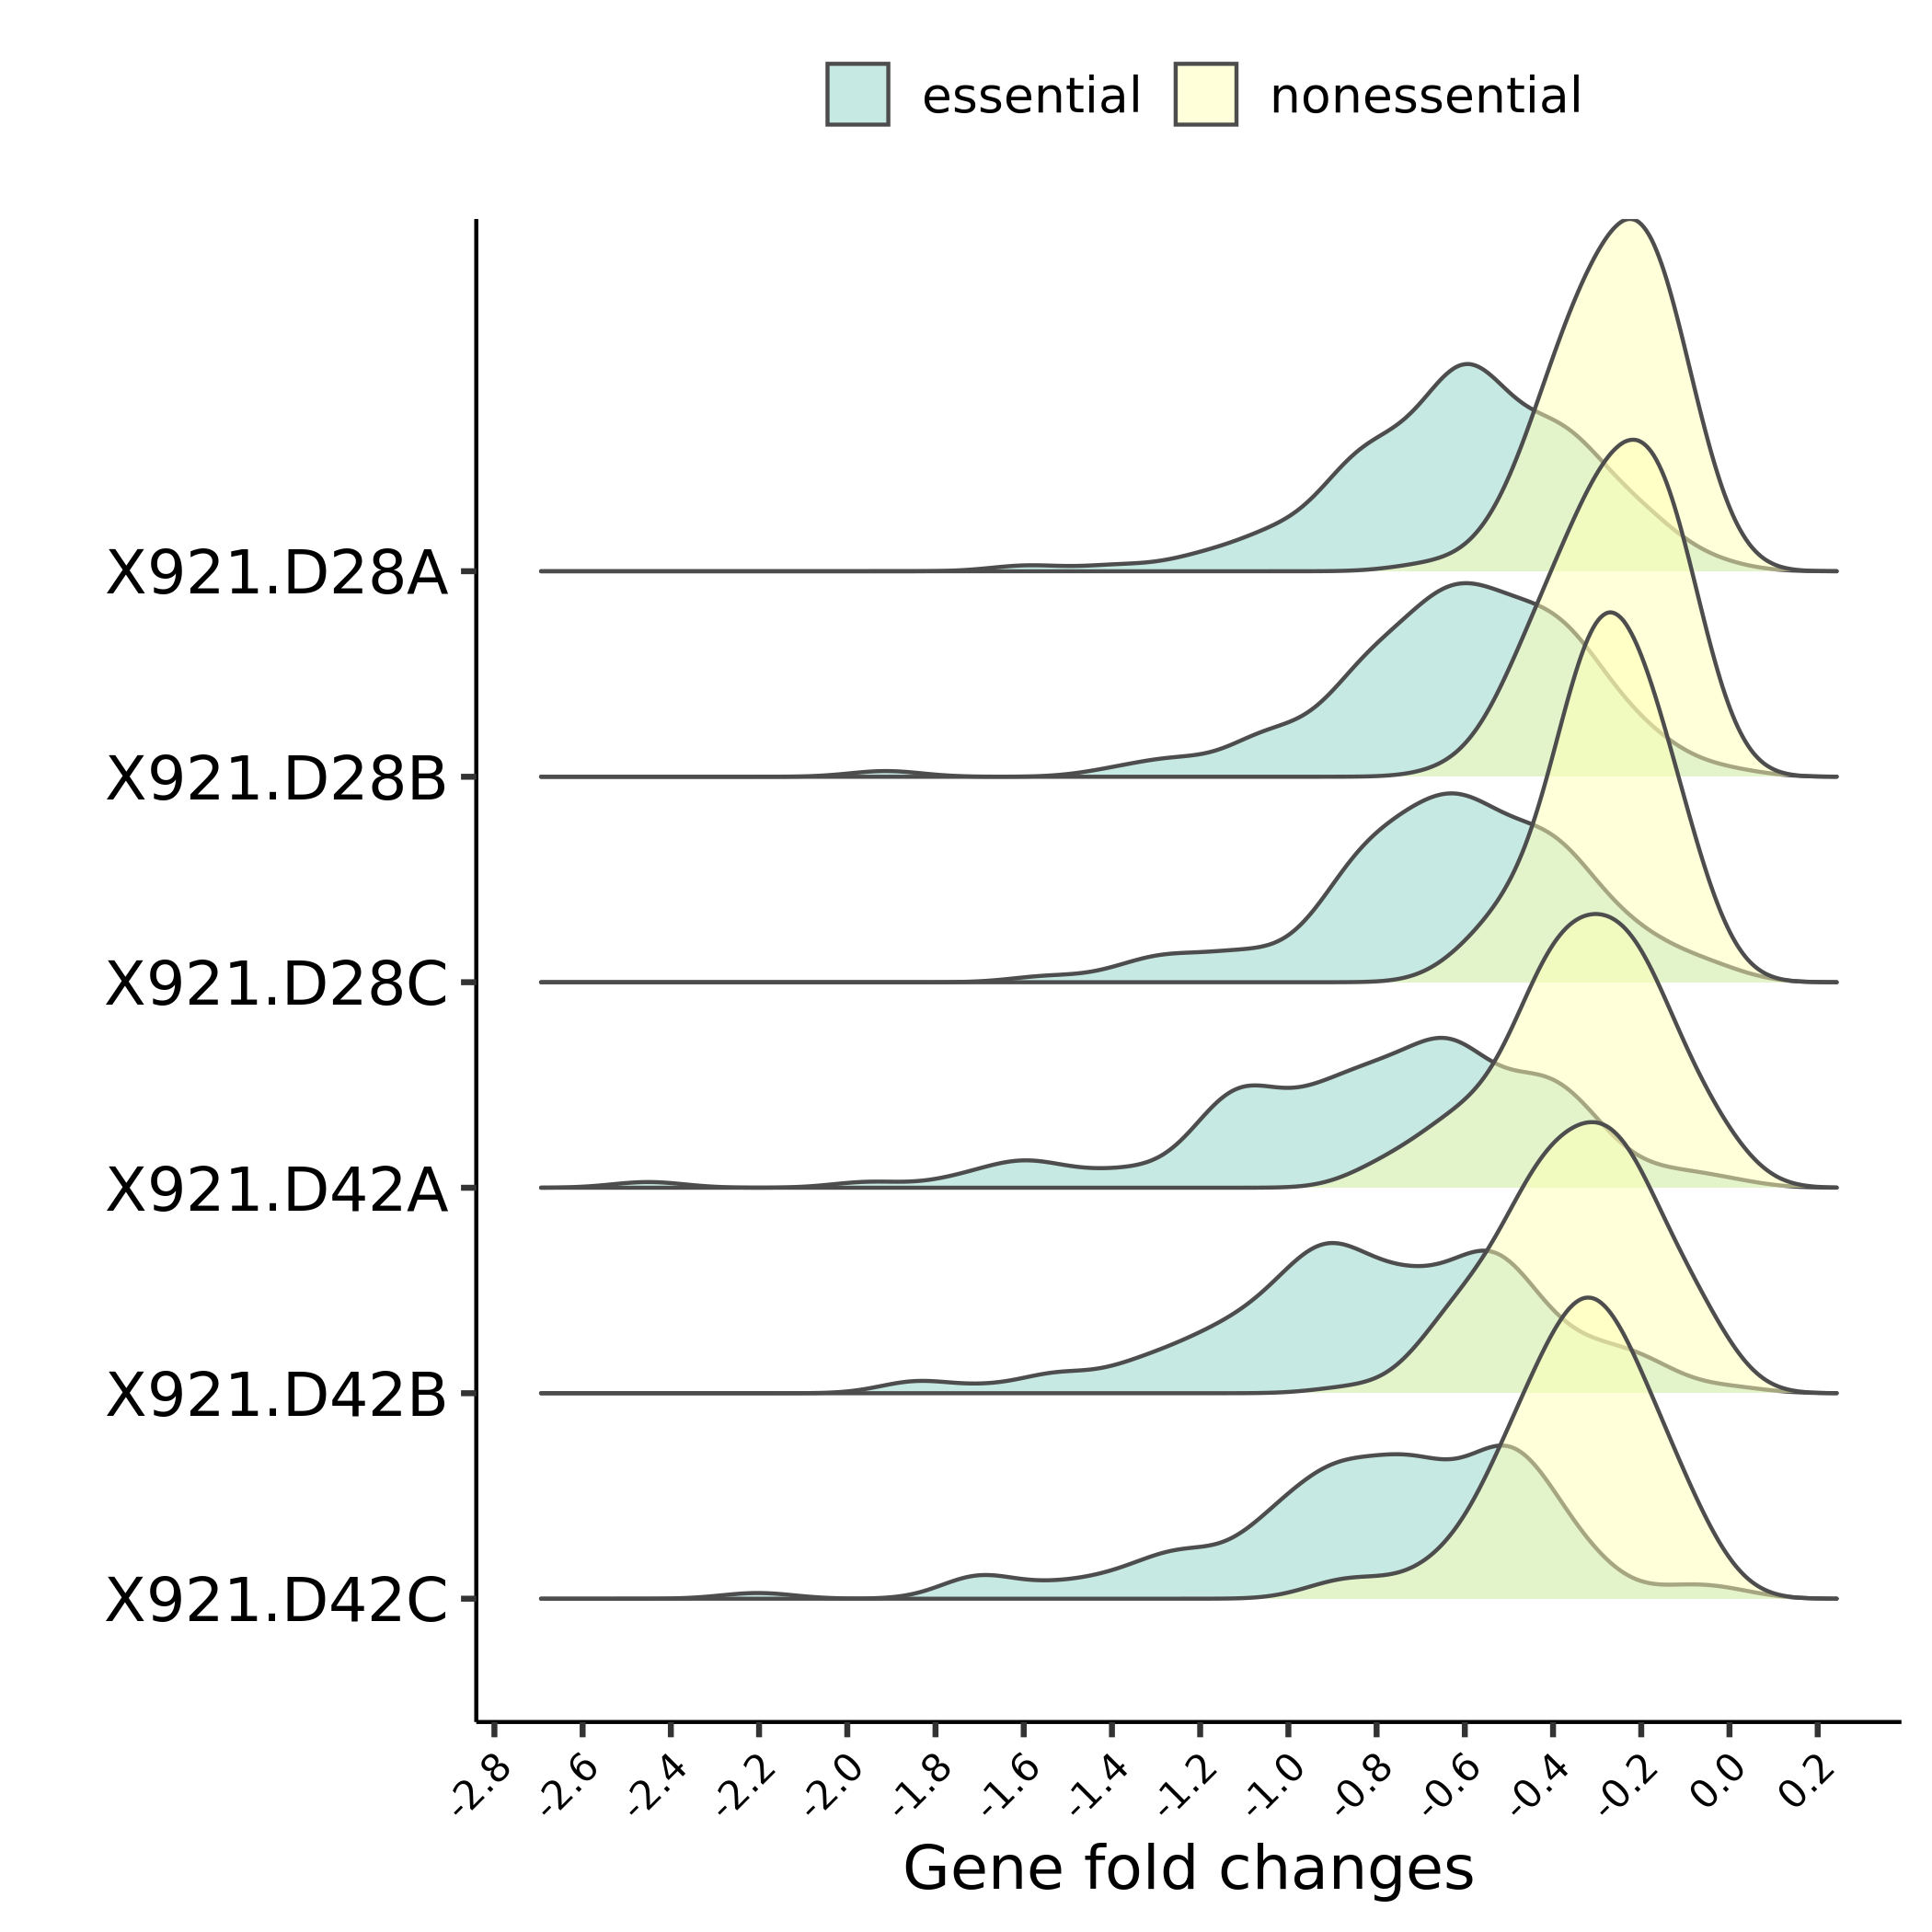 essential nonessential
X921.D28A
X921.D28B
X921.D28C
X921.D42A
X921.D42B
X921.D42C
-2.8 -2.6 -2.4 -2.2 -2.0 -1.8 -1.6 -1.4 -1.2 -1.0 -0.8 -0.6 -0.4 -0.2 0.0 0.2
Gene fold changes